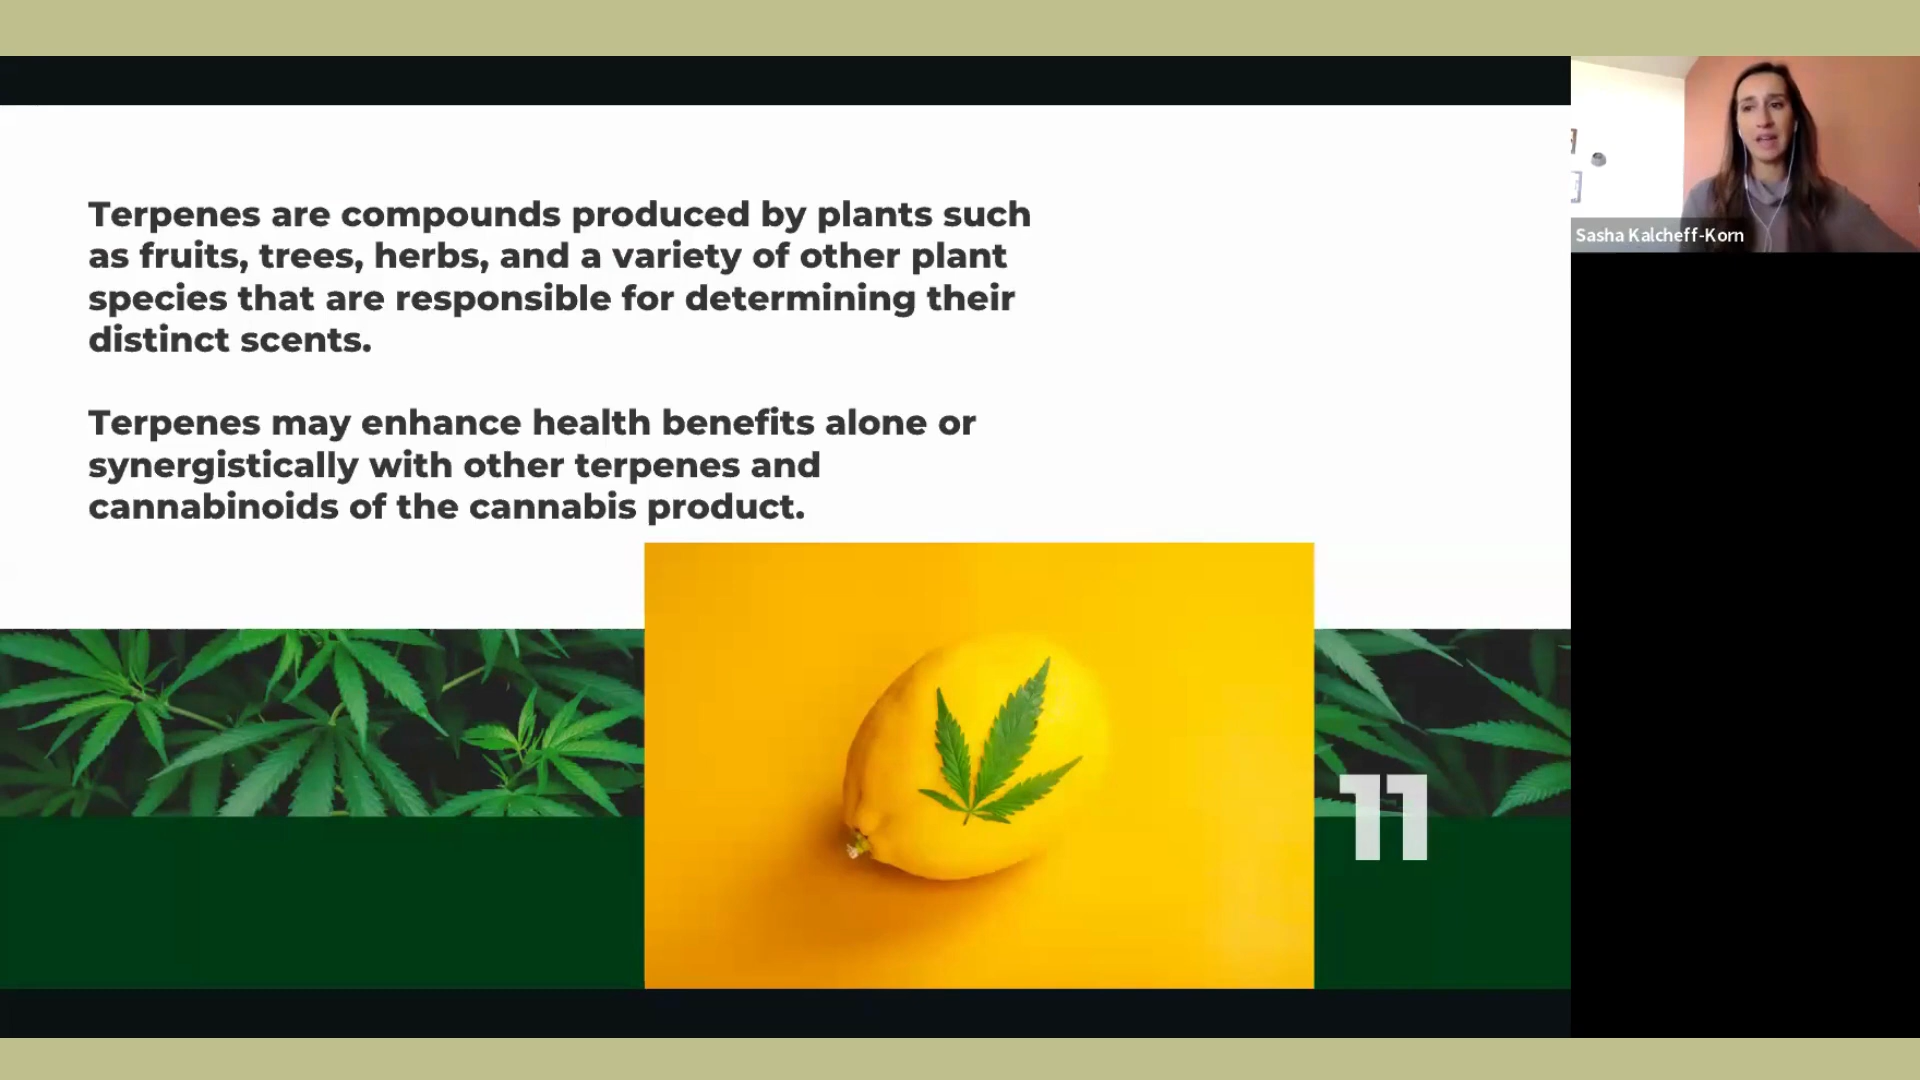 Terpenes are compounds produced by plants such
as fruits, trees, herbs, and a variety of other plant
species that are responsible for determining their
distinct scents.
Terpenes may enhance health benefits alone or
synergistically with other terpenes and
cannabinoids of the cannabis product.
11
Sasha Kalcheff-Korn